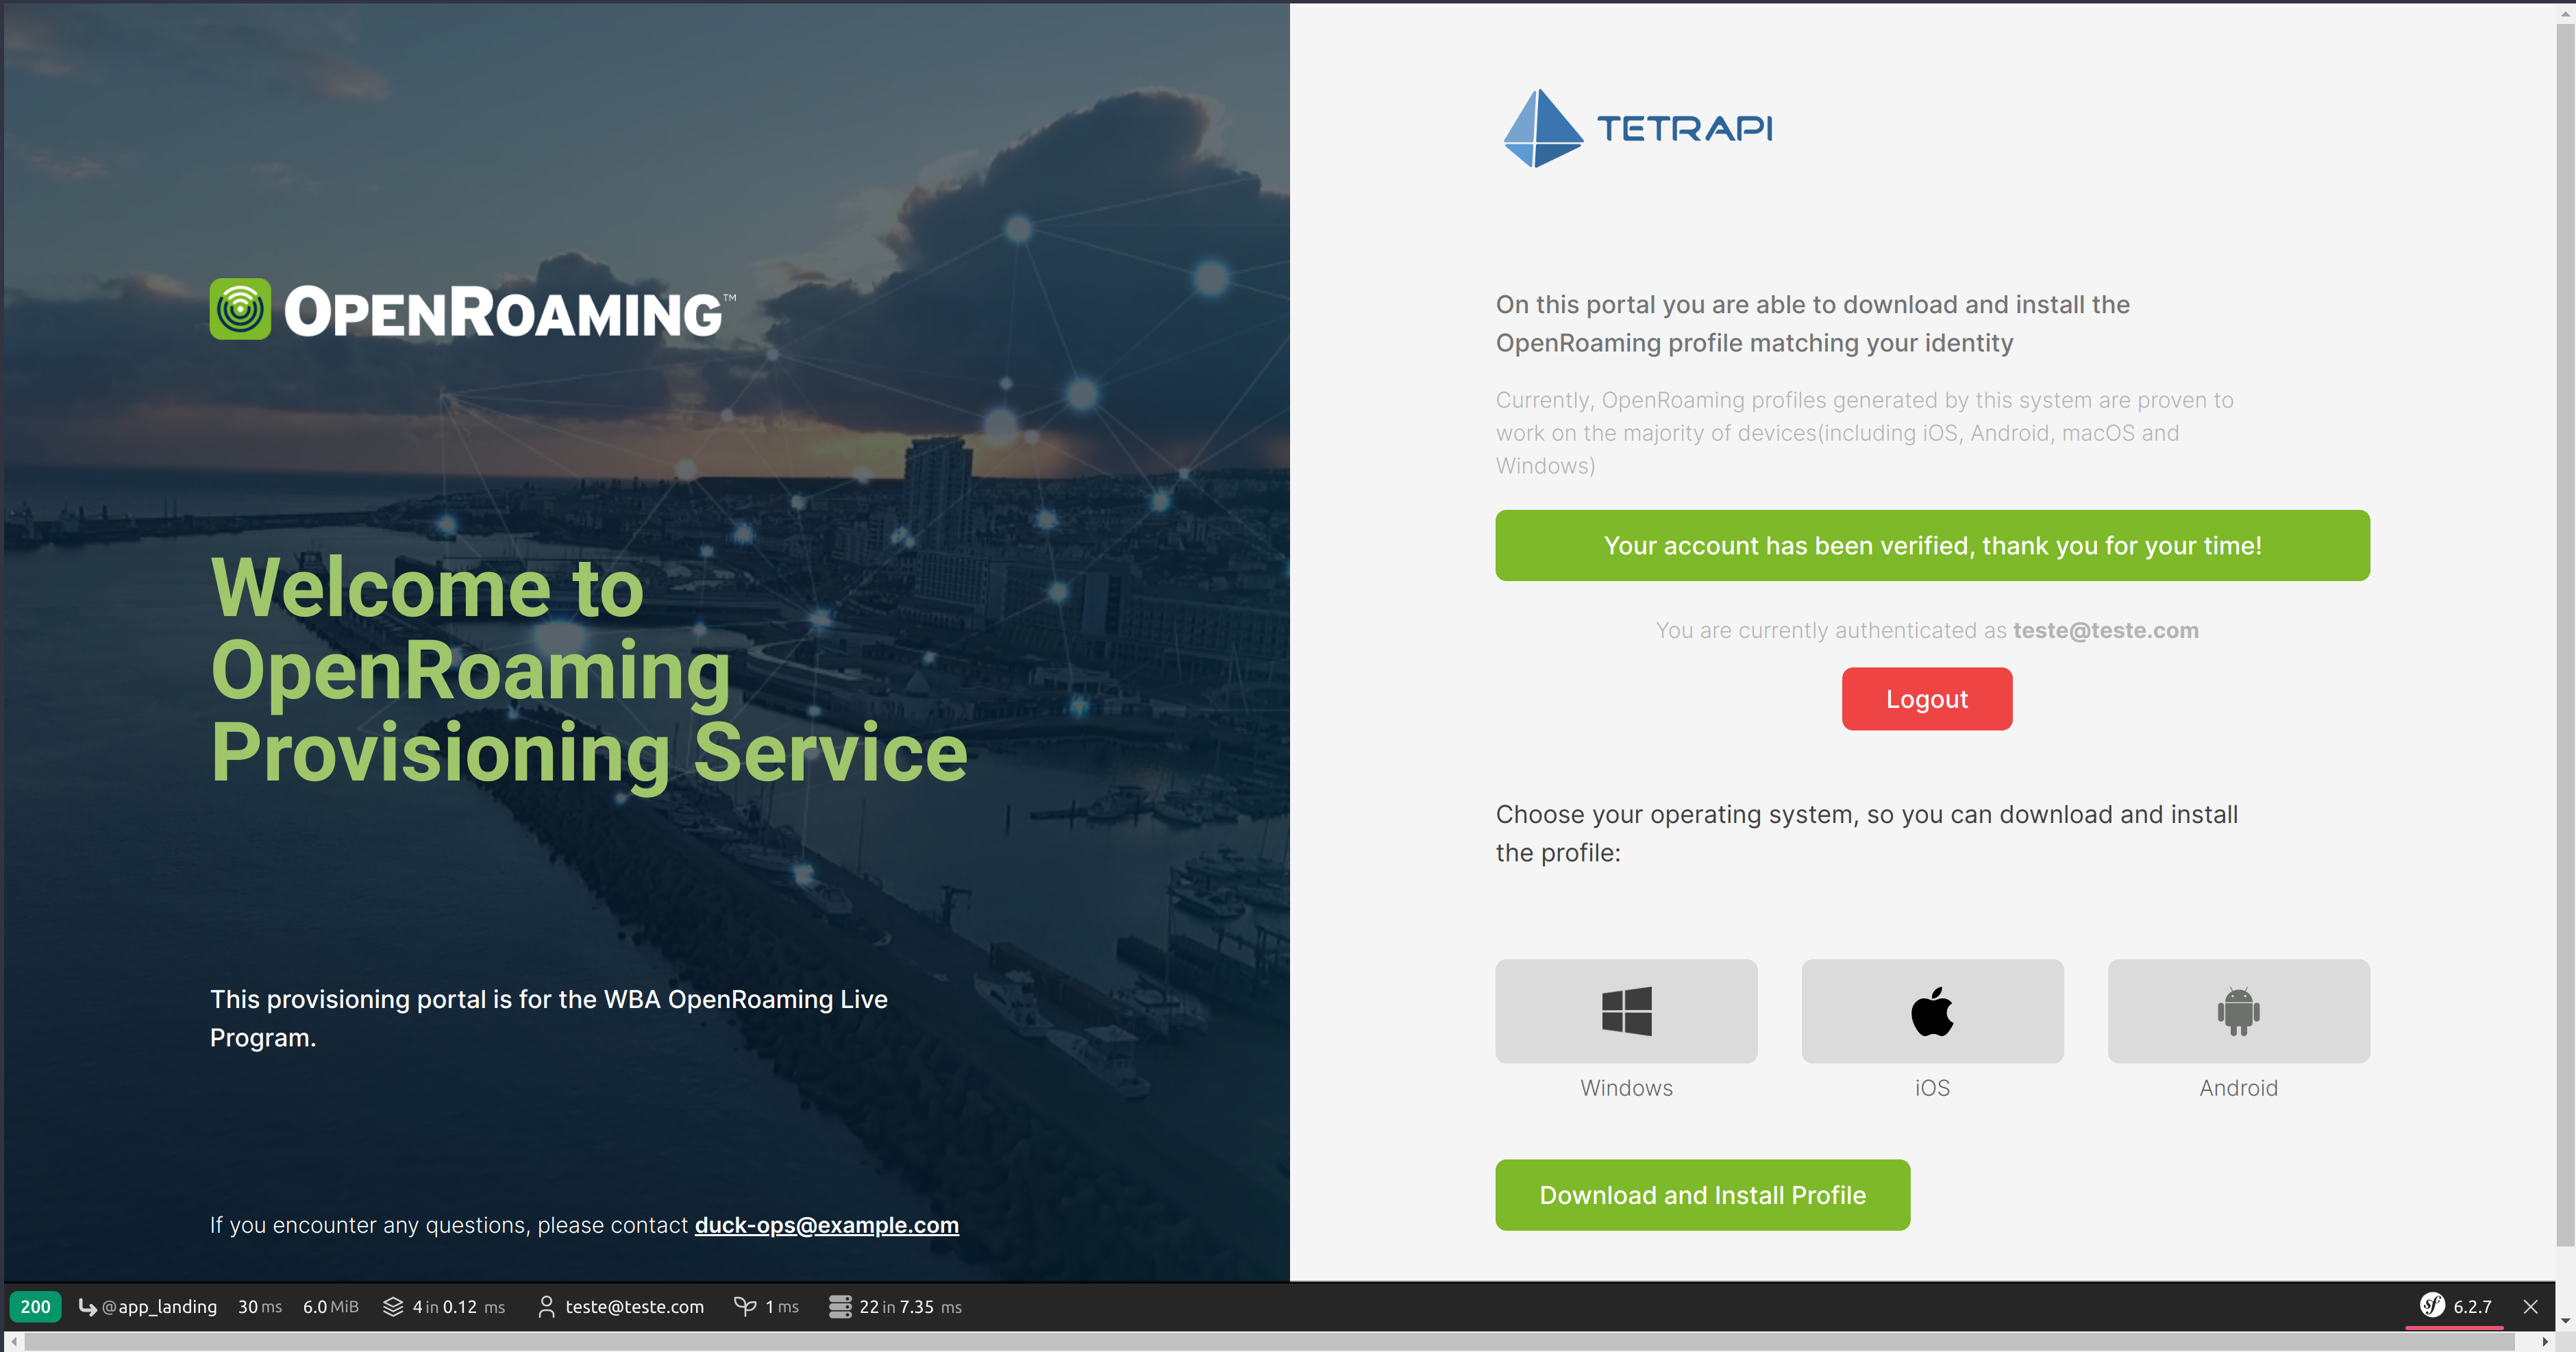 OPENROAMING™
Welcome to
OpenRoaming
Provisioning Service
This provisioning portal is for the WBA OpenRoaming Live
Program.
If you encounter any questions, please contact duck-ops@example.com
TETRAPI
On this portal you are able to download and install the
OpenRoaming profile matching your identity
Currently, OpenRoaming profiles generated by this system are proven to
work on the majority of devices(including iOS, Android, macOS and
Windows)
Your account has been verified, thank you for your time!
You are currently authenticated as teste@teste.com
Logout
Choose your operating system, so you can download and install
the profile:
Windows
iOS
Android
Download and Install Profile
200 @app_landing 30 ms 6.0 MiB 4 in 0.12 ms teste@teste.com 1 ms 22 in 7.35 ms sf 6.2.7